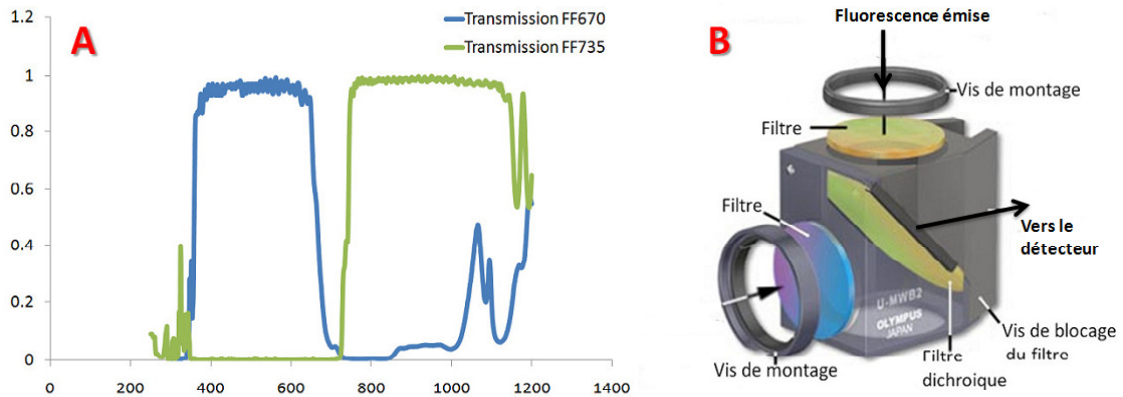 A
Transmission FF670
Transmission FF735
1.2
1
0.8
0.6
0.4
0.2
0
0 200 400 600 800 1000 1200 1400
B
Fluorescence émise
Vis de montage
Filtre
Filtre
Vers le
détecteur
U-MWB2
OLYMPUS
JAPAN
Vis de blocage
du filtre
Filtre
dichroique
Vis de montage